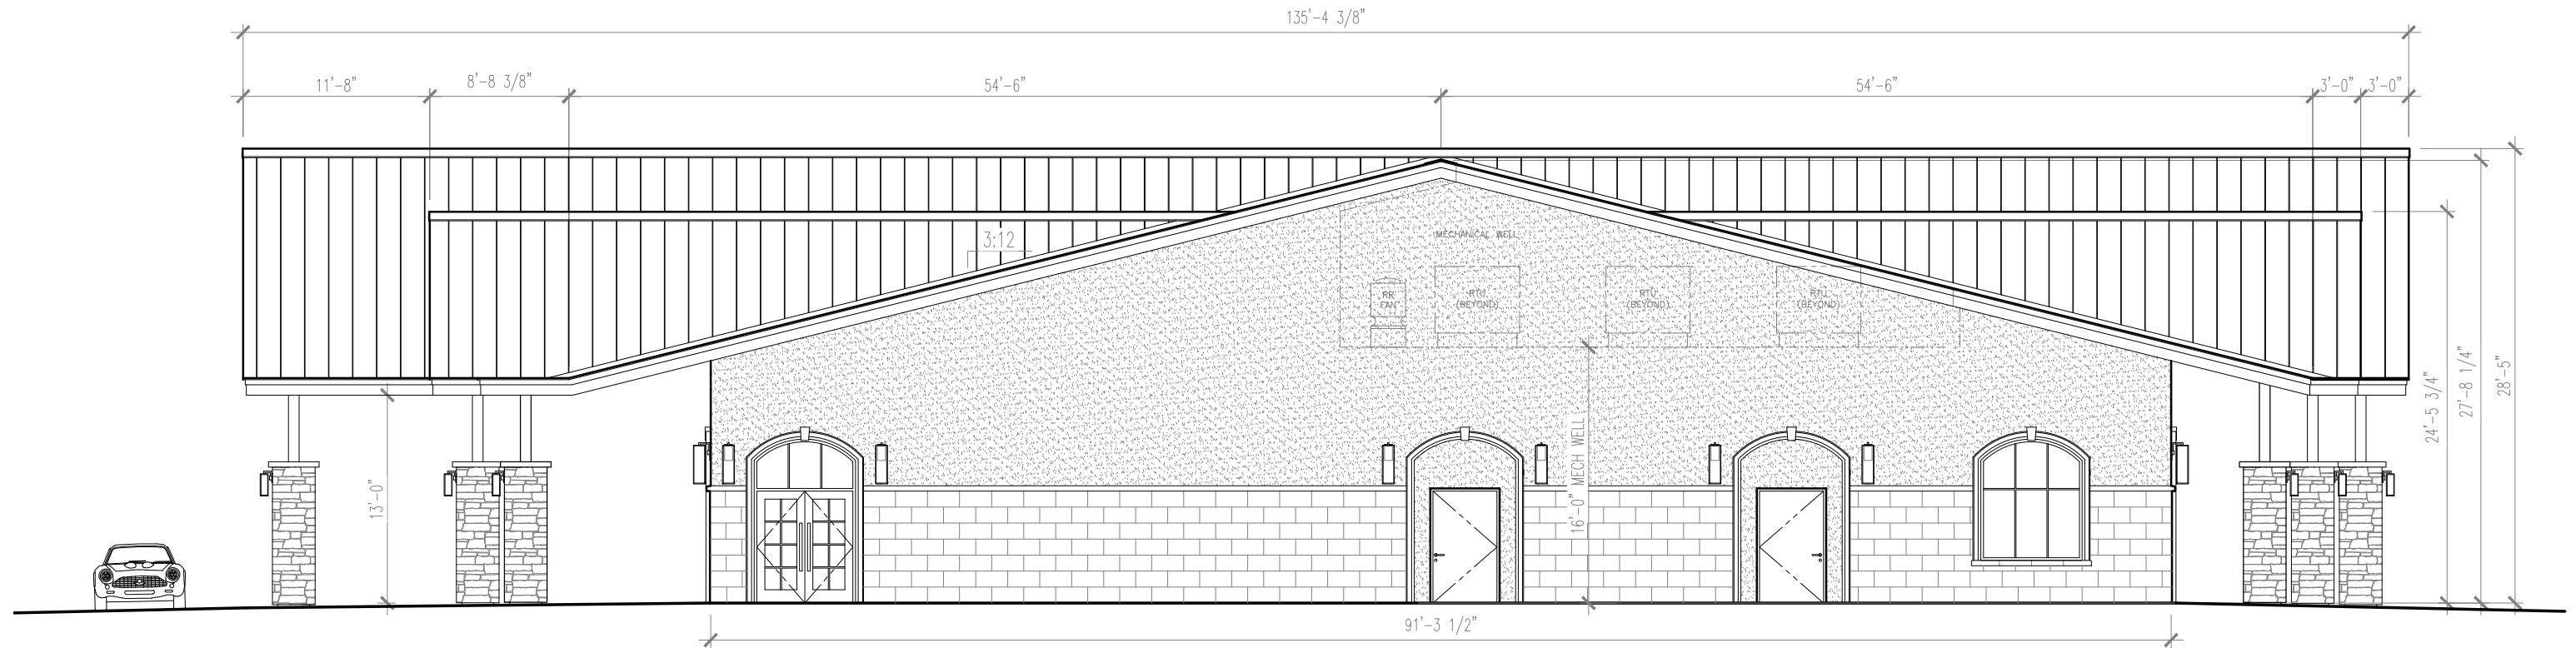 135'-4 3/8"
11'-8"
8'-8 3/8"
54'-6"
54'-6"
3'-0"
3'-0"
3:12
MECHANICAL WELL
RR
FAN
RTU
(BEYOND)
RTU
(BEYOND)
RTU
(BEYOND)
13'-0"
16'-0" MECH WELL
24'-5 3/4"
27'-8 1/4"
28'-5"
91'-3 1/2"